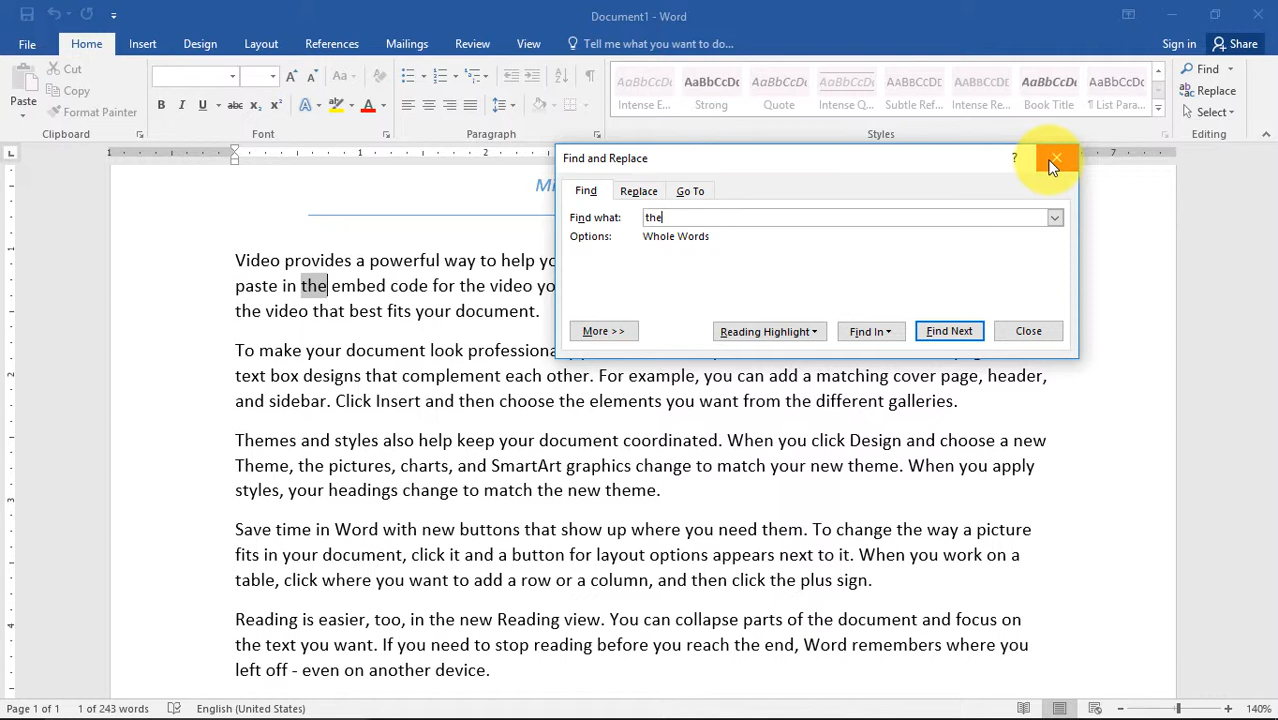 Document1 - Word
File Home Insert Design Layout References Mailings Review View Tell me what you want to do... Sign in Share
Paste Cut Copy Format Painter
Clipboard Font Paragraph Styles Editing
AaBbCcDc AaBbCcDc AaBbCcDc AaBbCcDc AaBbCcDc AaBbCcDc AaBbCcDc AaBbCcDc
Intense E... Strong Quote Intense Q... Subtle Ref... Intense Re... Book Title ¶ List Para...
Find
Replace
Select
1 1 2 7
Find and Replace
Find Replace Go To
Find what: the
Options: Whole Words
More >> Reading Highlight Find In Find Next Close
Video provides a powerful way to help yo
paste in the embed code for the video yo
the video that best fits your document.
To make your document look professional
text box designs that complement each other. For example, you can add a matching cover page, header,
and sidebar. Click Insert and then choose the elements you want from the different galleries.
Themes and styles also help keep your document coordinated. When you click Design and choose a new
Theme, the pictures, charts, and SmartArt graphics change to match your new theme. When you apply
styles, your headings change to match the new theme.
Save time in Word with new buttons that show up where you need them. To change the way a picture
fits in your document, click it and a button for layout options appears next to it. When you work on a
table, click where you want to add a row or a column, and then click the plus sign.
Reading is easier, too, in the new Reading view. You can collapse parts of the document and focus on
the text you want. If you need to stop reading before you reach the end, Word remembers where you
left off - even on another device.
Page 1 of 1 1 of 243 words English (United States) 140%